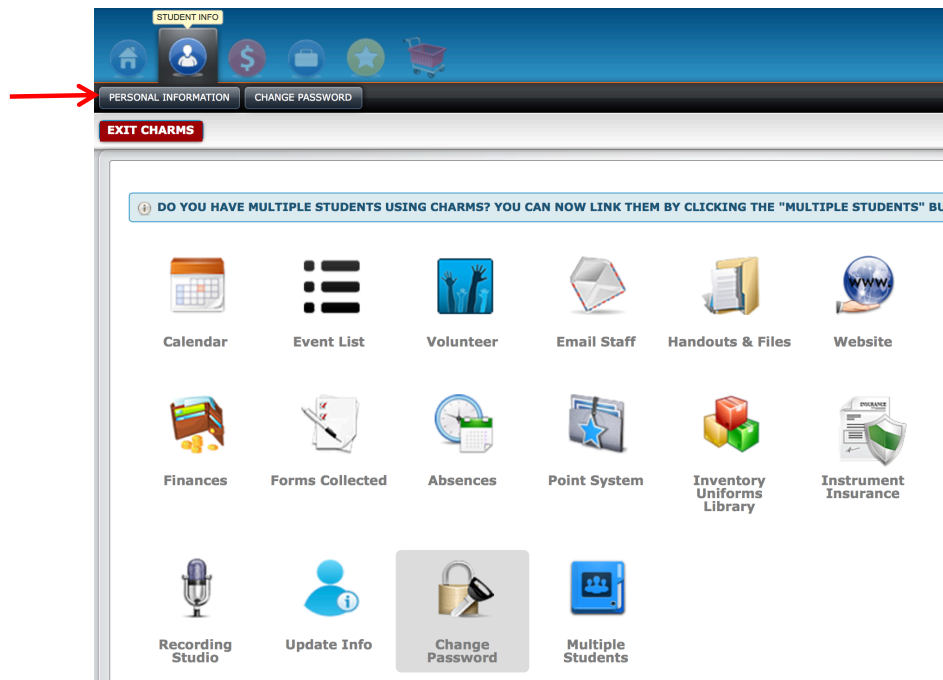 STUDENT INFO
PERSONAL INFORMATION
CHANGE PASSWORD
EXIT CHARMS
DO YOU HAVE MULTIPLE STUDENTS USING CHARMS? YOU CAN NOW LINK THEM BY CLICKING THE "MULTIPLE STUDENTS" BU
Calendar
Event List
Volunteer
Email Staff
Handouts & Files
www.
Website
Finances
Forms Collected
Absences
Point System
Inventory
Uniforms
Library
INSURANCE
Instrument
Insurance
Recording
Studio
Update Info
Change
Password
Multiple
Students